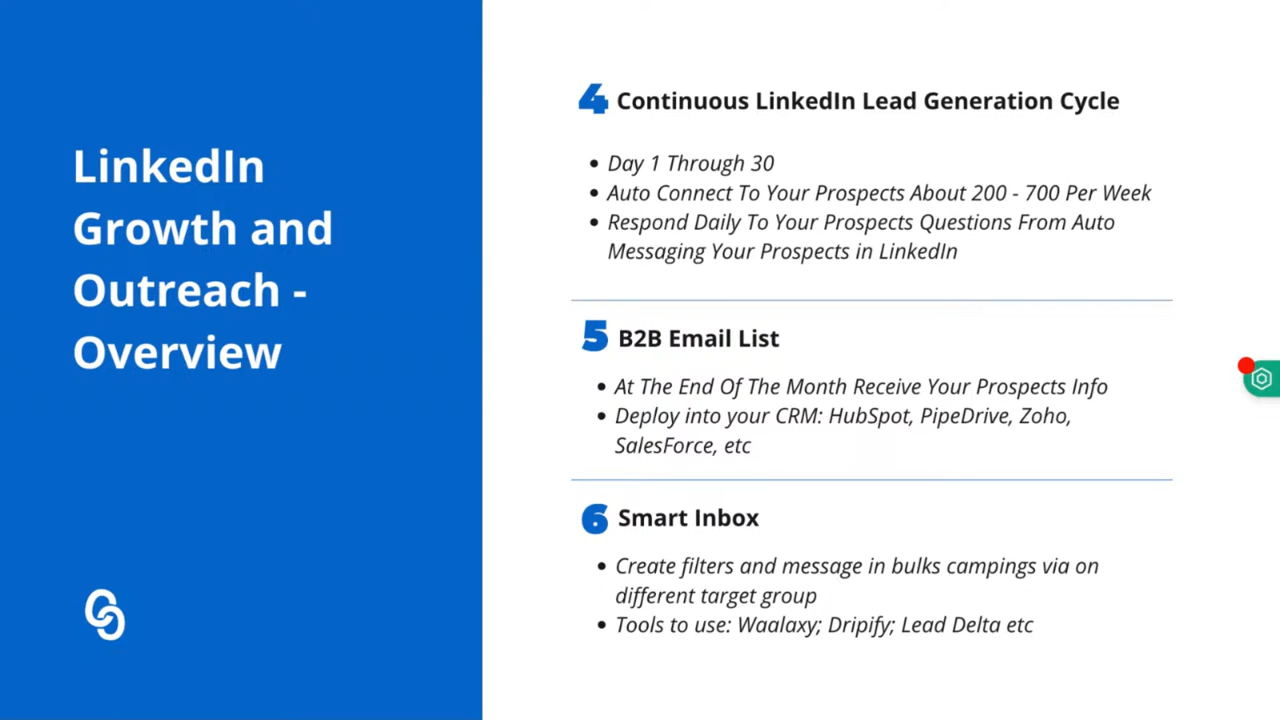 LinkedIn
Growth and
Outreach -
Overview
4 Continuous LinkedIn Lead Generation Cycle
• Day 1 Through 30
• Auto Connect To Your Prospects About 200 - 700 Per Week
• Respond Daily To Your Prospects Questions From Auto
Messaging Your Prospects in LinkedIn
5 B2B Email List
• At The End Of The Month Receive Your Prospects Info
• Deploy into your CRM: HubSpot, PipeDrive, Zoho,
SalesForce, etc
6 Smart Inbox
• Create filters and message in bulks campings via on
different target group
• Tools to use: Waalaxy; Dripify; Lead Delta etc